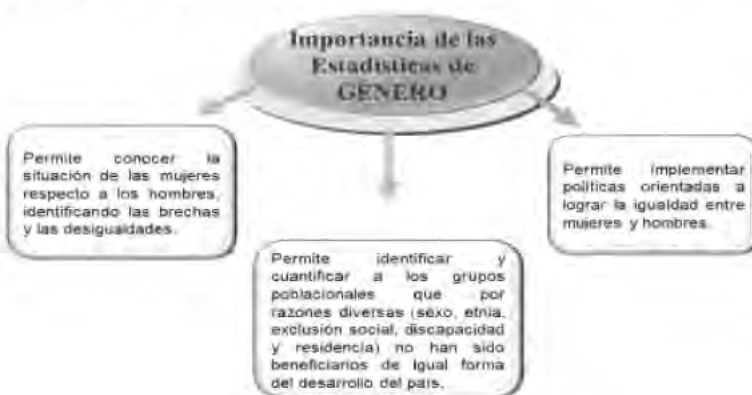 Importancia de las
Estadísticas de
GENERO
Permite conocer la
situación de las mujeres
respecto a los hombres,
identificando las brechas
y las desigualdades.
Permite identificar y
cuantificar a los grupos
poblacionales que por
razones diversas (sexo, etnia,
exclusión social, discapacidad
y residencia) no han sido
beneficiarios de igual forma
del desarrollo del país.
Permite implementar
políticas orientadas a
lograr la igualdad entre
mujeres y hombres.